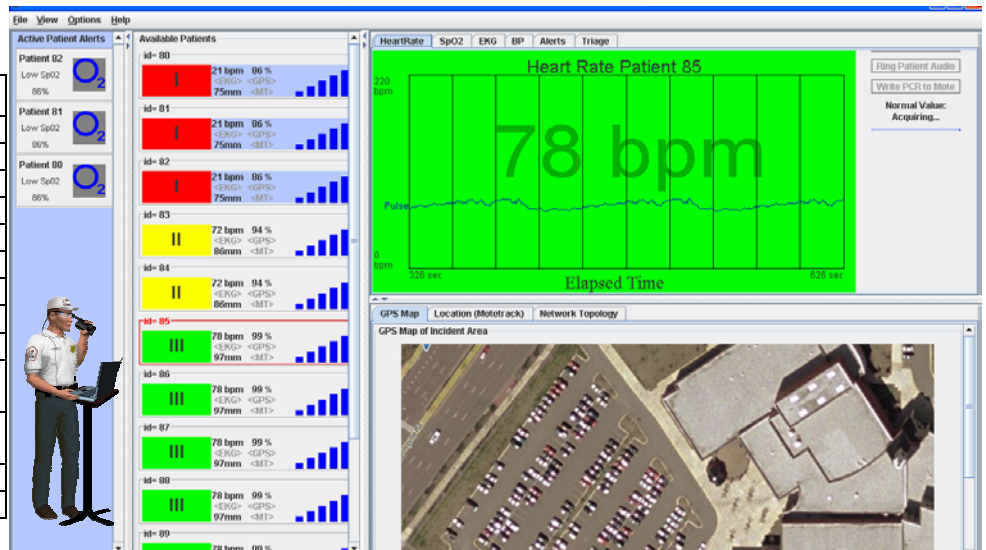 File View Options Help
Active Patient Alerts
Patient 82
Low Sp02
86%
Patient 81
Low Sp02
86%
Patient 80
Low Sp02
86%
Available Patients
id= 80
I
21 bpm 86 %
<EKG> <GPS>
75mm <MT>
id= 81
I
21 bpm 86 %
<EKG> <GPS>
75mm <MT>
id= 82
I
21 bpm 86 %
<EKG> <GPS>
75mm <MT>
id= 83
II
72 bpm 94 %
<EKG> <GPS>
86mm <MT>
id= 84
II
72 bpm 94 %
<EKG> <GPS>
86mm <MT>
id= 85
III
78 bpm 99 %
<EKG> <GPS>
97mm <MT>
id= 86
III
78 bpm 99 %
<EKG> <GPS>
97mm <MT>
id= 87
III
78 bpm 99 %
<EKG> <GPS>
97mm <MT>
id= 88
III
78 bpm 99 %
<EKG> <GPS>
97mm <MT>
id= 89
78 bpm 99 %
HeartRate SpO2 EKG BP Alerts Triage
Heart Rate Patient 85
220
bpm
78 bpm
Pulse
0
bpm
326 sec
626 sec
Elapsed Time
Ring Patient Audio
Write PCR to Mote
Normal Value:
Acquiring...
GPS Map Location (Mototrack) Network Topology
GPS Map of Incident Area